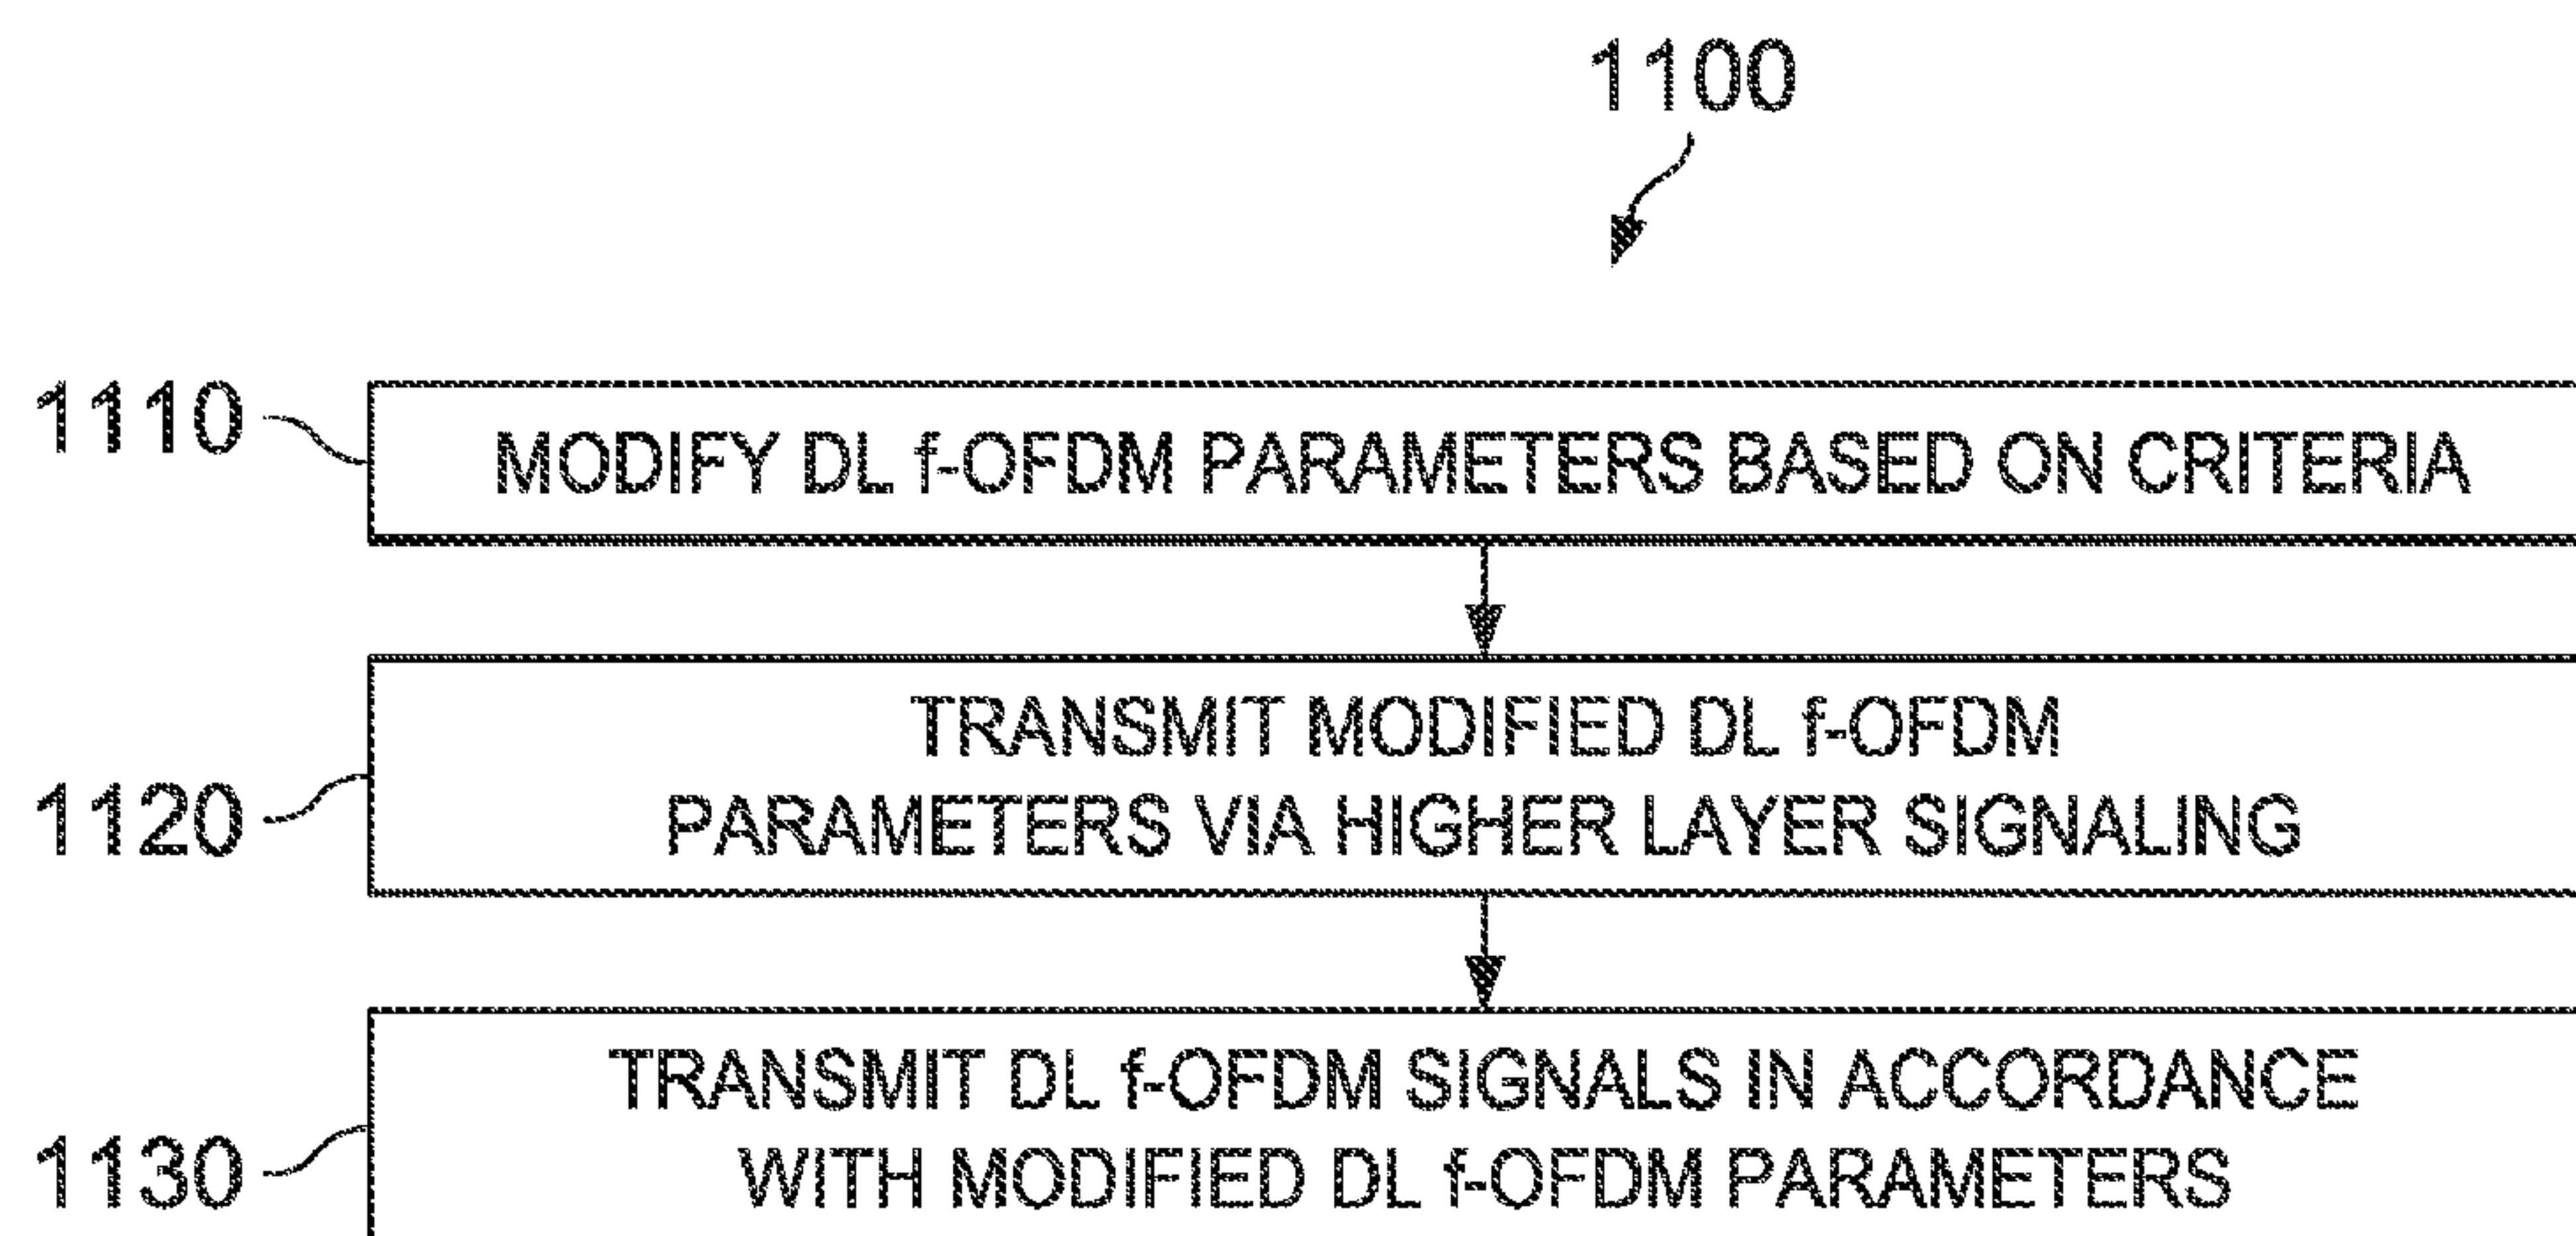 1100
1110
MODIFY DL f-OFDM PARAMETERS BASED ON CRITERIA
TRANSMIT MODIFIED DL f-OFDM
1120
PARAMETERS VIA HIGHER LAYER SIGNALING
TRANSMIT DL f-OFDM SIGNALS IN ACCORDANCE
1130
WITH MODIFIED DL f-OFDM PARAMETERS